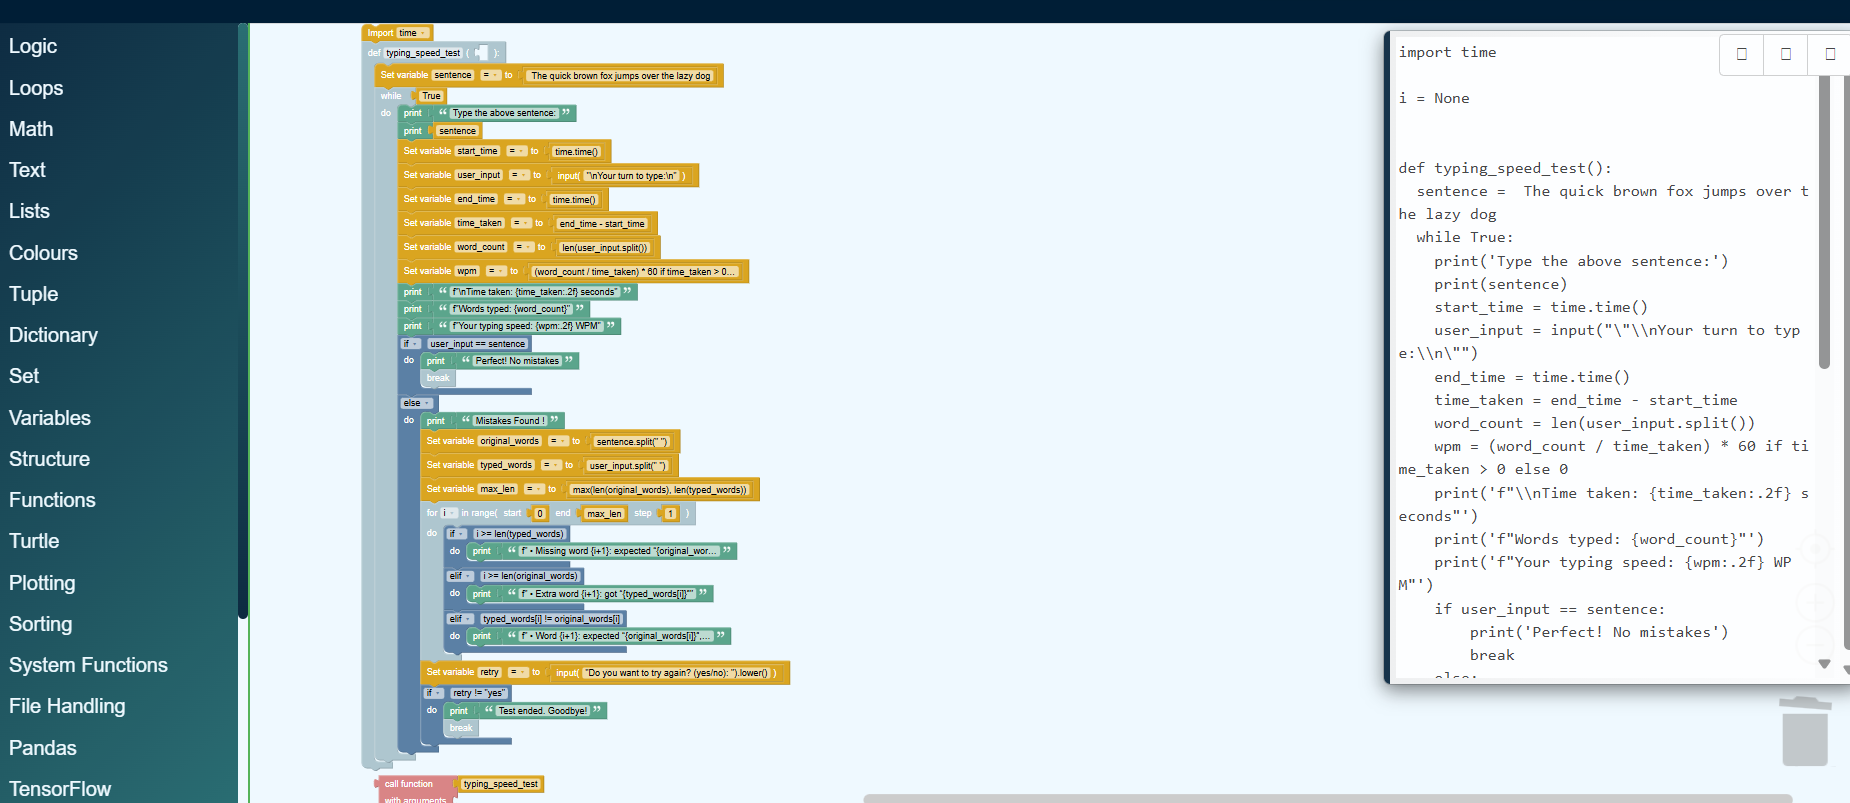 Logic
Loops
Math
Text
Lists
Colours
Tuple
Dictionary
Set
Variables
Structure
Functions
Turtle
Plotting
Sorting
System Functions
File Handling
Pandas
TensorFlow
Import time
def typing_speed_test ( ):
Set variable sentence = to The quick brown fox jumps over the lazy dog
while True
do print “ Type the above sentence: ”
print sentence
Set variable start_time = to time.time()
Set variable user_input = to input( "\nYour turn to type:\n" )
Set variable end_time = to time.time()
Set variable time_taken = to end_time - start_time
Set variable word_count = to len(user_input.split())
Set variable wpm = to (word_count / time_taken) * 60 if time_taken > 0...
print “ f"\nTime taken: {time_taken:.2f} seconds" ”
print “ f"Words typed: {word_count}" ”
print “ f"Your typing speed: {wpm:.2f} WPM" ”
if user_input == sentence
do print “ Perfect! No mistakes ”
break
else
do print “ Mistakes Found ! ”
Set variable original_words = to sentence.split(" ")
Set variable typed_words = to user_input.split(" ")
Set variable max_len = to max(len(original_words), len(typed_words))
for i in range( start 0 end max_len step 1 )
do if i >= len(typed_words)
do print “ f" • Missing word {i+1}: expected "{original_wor... ”
elif i >= len(original_words)
do print “ f" • Extra word {i+1}: got "{typed_words[i]}"" ”
elif typed_words[i] != original_words[i]
do print “ f" • Word {i+1}: expected "{original_words[i]}",... ”
Set variable retry = to input( "Do you want to try again? (yes/no): ").lower() )
if retry != "yes"
do print “ Test ended. Goodbye! ”
break
call function typing_speed_test
with arguments
import time
i = None
def typing_speed_test():
sentence =  The quick brown fox jumps over t
he lazy dog
while True:
print('Type the above sentence:')
print(sentence)
start_time = time.time()
user_input = input("\"\\nYour turn to typ
e:\\n\"")
end_time = time.time()
time_taken = end_time - start_time
word_count = len(user_input.split())
wpm = (word_count / time_taken) * 60 if ti
me_taken > 0 else 0
print('f"\\nTime taken: {time_taken:.2f} s
econds"')
print('f"Words typed: {word_count}"')
print('f"Your typing speed: {wpm:.2f} WP
M"')
if user_input == sentence:
print('Perfect! No mistakes')
break
else: